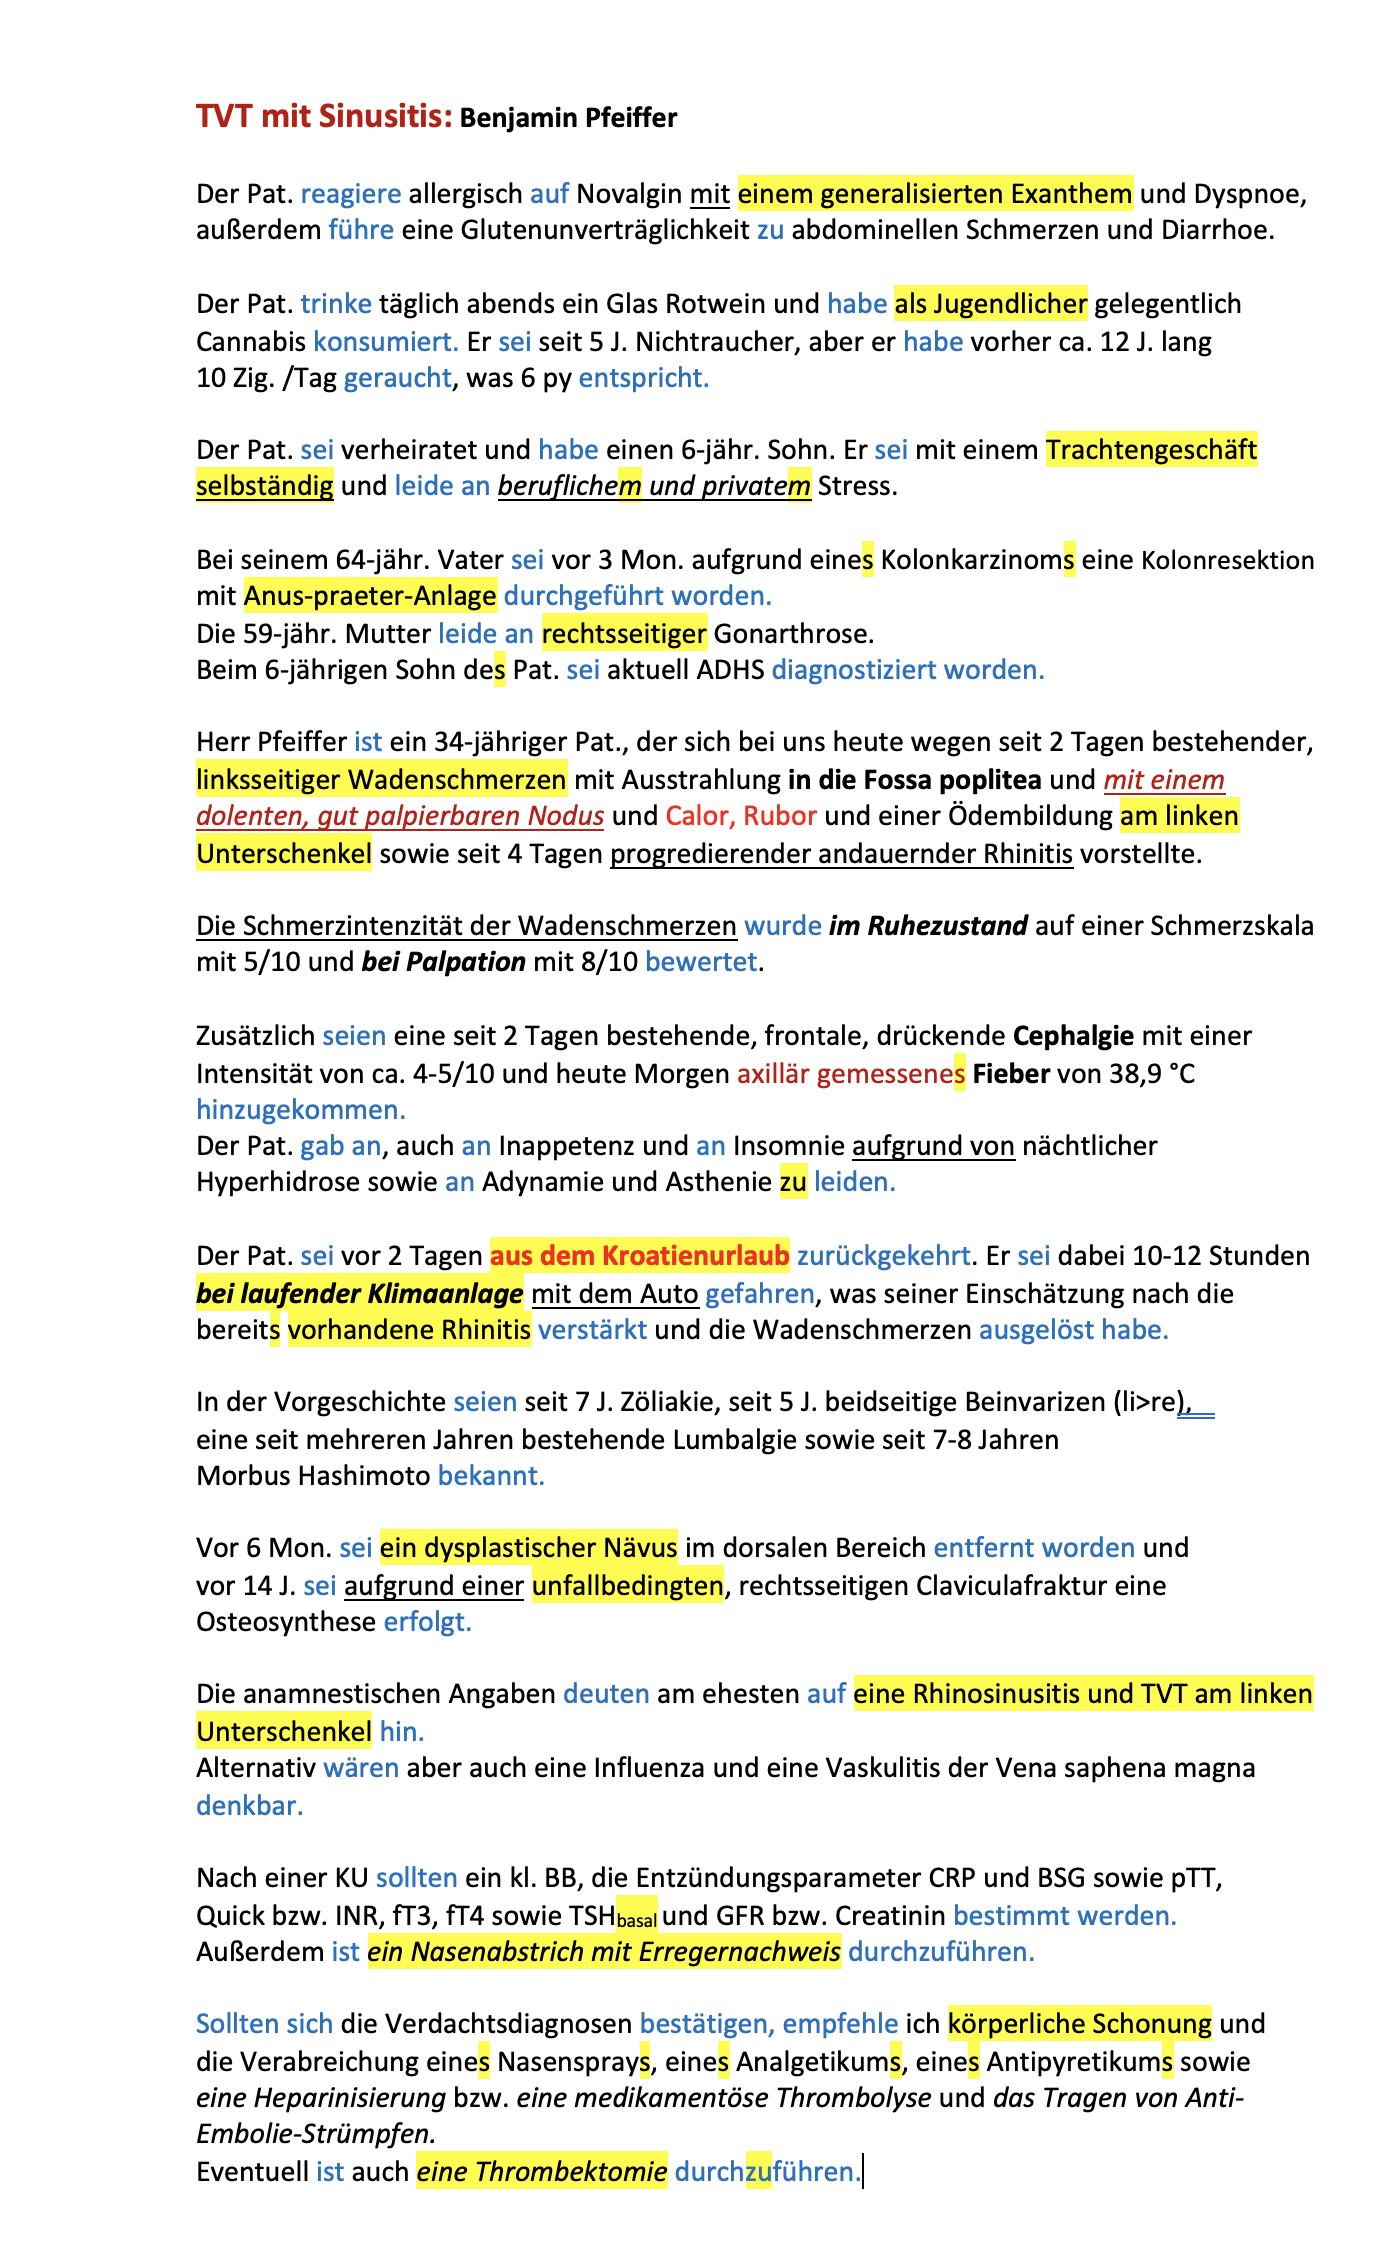 TVT mit Sinusitis: Benjamin Pfeiffer
Der Pat. reagiere allergisch auf Novalgin mit einem generalisierten Exanthem und Dyspnoe,
außerdem führe eine Glutenunverträglichkeit zu abdominellen Schmerzen und Diarrhoe.
Der Pat. trinke täglich abends ein Glas Rotwein und habe als Jugendlicher gelegentlich
Cannabis konsumiert. Er sei seit 5 J. Nichtraucher, aber er habe vorher ca. 12 J. lang
10 Zig. /Tag geraucht, was 6 py entspricht.
Der Pat. sei verheiratet und habe einen 6-jähr. Sohn. Er sei mit einem Trachtengeschäft
selbständig und leide an beruflichem und privatem Stress.
Bei seinem 64-jähr. Vater sei vor 3 Mon. aufgrund eines Kolonkarzinoms eine Kolonresektion
mit Anus-praeter-Anlage durchgeführt worden.
Die 59-jähr. Mutter leide an rechtsseitiger Gonarthrose.
Beim 6-jährigen Sohn des Pat. sei aktuell ADHS diagnostiziert worden.
Herr Pfeiffer ist ein 34-jähriger Pat., der sich bei uns heute wegen seit 2 Tagen bestehender,
linksseitiger Wadenschmerzen mit Ausstrahlung in die Fossa poplitea und mit einem
dolenten, gut palpierbaren Nodus und Calor, Rubor und einer Ödembildung am linken
Unterschenkel sowie seit 4 Tagen progredierender andauernder Rhinitis vorstellte.
Die Schmerzintenzität der Wadenschmerzen wurde im Ruhezustand auf einer Schmerzskala
mit 5/10 und bei Palpation mit 8/10 bewertet.
Zusätzlich seien eine seit 2 Tagen bestehende, frontale, drückende Cephalgie mit einer
Intensität von ca. 4-5/10 und heute Morgen axillär gemessenes Fieber von 38,9 °C
hinzugekommen.
Der Pat. gab an, auch an Inappetenz und an Insomnie aufgrund von nächtlicher
Hyperhidrose sowie an Adynamie und Asthenie zu leiden.
Der Pat. sei vor 2 Tagen aus dem Kroatienurlaub zurückgekehrt. Er sei dabei 10-12 Stunden
bei laufender Klimaanlage mit dem Auto gefahren, was seiner Einschätzung nach die
bereits vorhandene Rhinitis verstärkt und die Wadenschmerzen ausgelöst habe.
In der Vorgeschichte seien seit 7 J. Zöliakie, seit 5 J. beidseitige Beinvarizen (li>re),
eine seit mehreren Jahren bestehende Lumbalgie sowie seit 7-8 Jahren
Morbus Hashimoto bekannt.
Vor 6 Mon. sei ein dysplastischer Nävus im dorsalen Bereich entfernt worden und
vor 14 J. sei aufgrund einer unfallbedingten, rechtsseitigen Claviculafraktur eine
Osteosynthese erfolgt.
Die anamnestischen Angaben deuten am ehesten auf eine Rhinosinusitis und TVT am linken
Unterschenkel hin.
Alternativ wären aber auch eine Influenza und eine Vaskulitis der Vena saphena magna
denkbar.
Nach einer KU sollten ein kl. BB, die Entzündungsparameter CRP und BSG sowie pTT,
Quick bzw. INR, fT3, fT4 sowie TSHbasal und GFR bzw. Creatinin bestimmt werden.
Außerdem ist ein Nasenabstrich mit Erregernachweis durchzuführen.
Sollten sich die Verdachtsdiagnosen bestätigen, empfehle ich körperliche Schonung und
die Verabreichung eines Nasensprays, eines Analgetikums, eines Antipyretikums sowie
eine Heparinisierung bzw. eine medikamentöse Thrombolyse und das Tragen von Anti-
Embolie-Strümpfen.
Eventuell ist auch eine Thrombektomie durchzuführen.